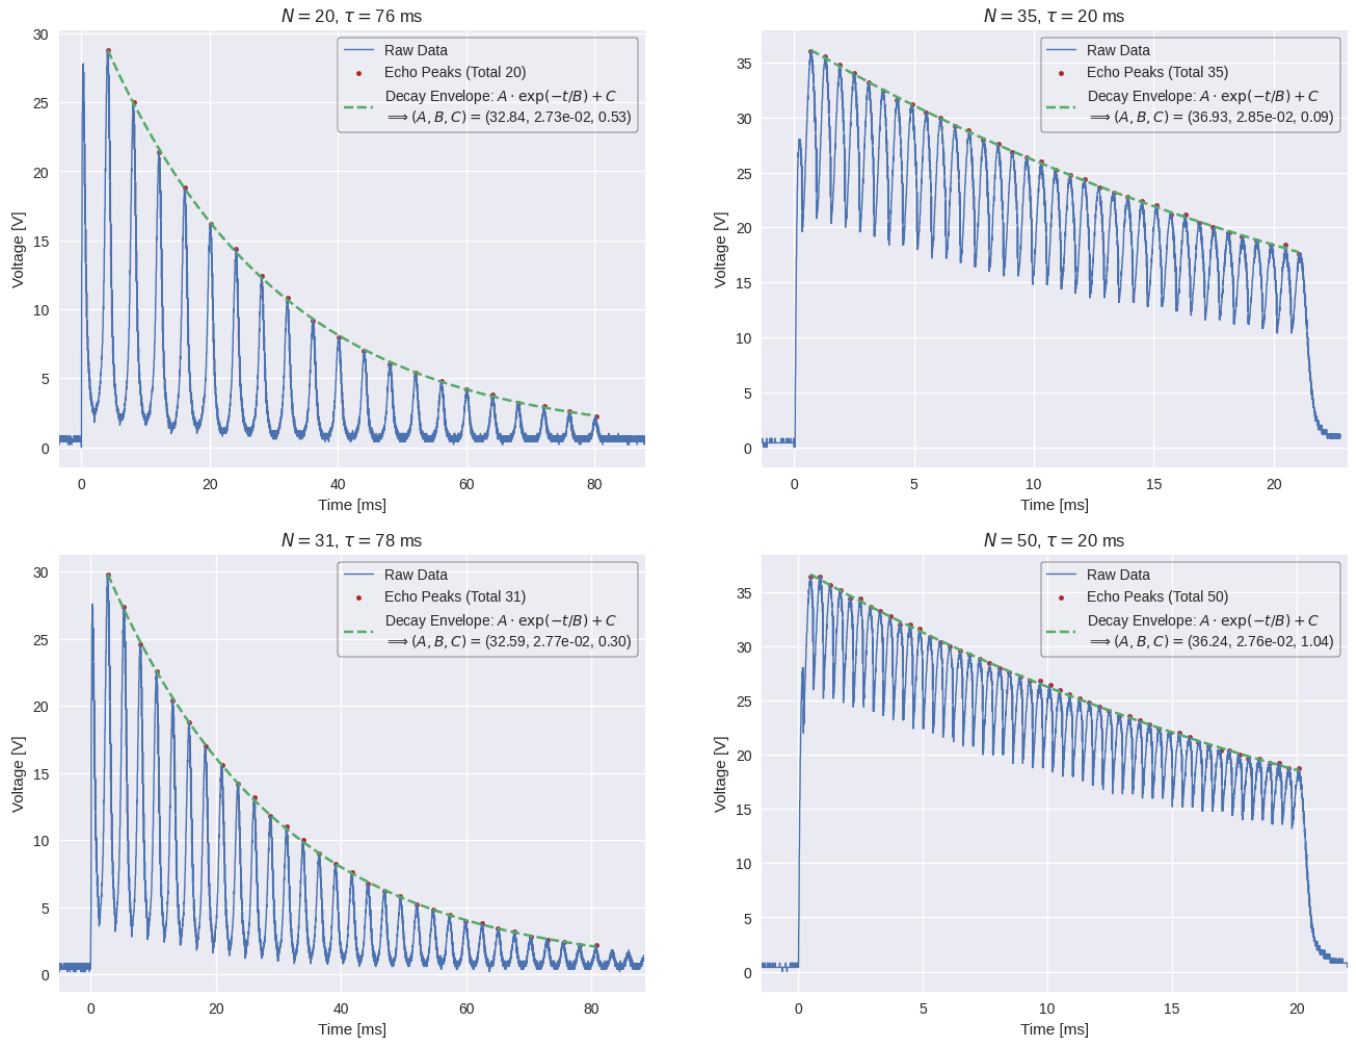 N = 20, τ = 76 ms
30
25
20
15
10
5
0
Voltage [V]
Raw Data
Echo Peaks (Total 20)
Decay Envelope: A · exp(−t/B) + C
⟹ (A, B, C) = (32.84, 2.73e-02, 0.53)
0 20 40 60 80
Time [ms]
N = 35, τ = 20 ms
35
30
25
20
15
10
5
0
Voltage [V]
Raw Data
Echo Peaks (Total 35)
Decay Envelope: A · exp(−t/B) + C
⟹ (A, B, C) = (36.93, 2.85e-02, 0.09)
0 5 10 15 20
Time [ms]
N = 31, τ = 78 ms
30
25
20
15
10
5
0
Voltage [V]
Raw Data
Echo Peaks (Total 31)
Decay Envelope: A · exp(−t/B) + C
⟹ (A, B, C) = (32.59, 2.77e-02, 0.30)
0 20 40 60 80
Time [ms]
N = 50, τ = 20 ms
35
30
25
20
15
10
5
0
Voltage [V]
Raw Data
Echo Peaks (Total 50)
Decay Envelope: A · exp(−t/B) + C
⟹ (A, B, C) = (36.24, 2.76e-02, 1.04)
0 5 10 15 20
Time [ms]